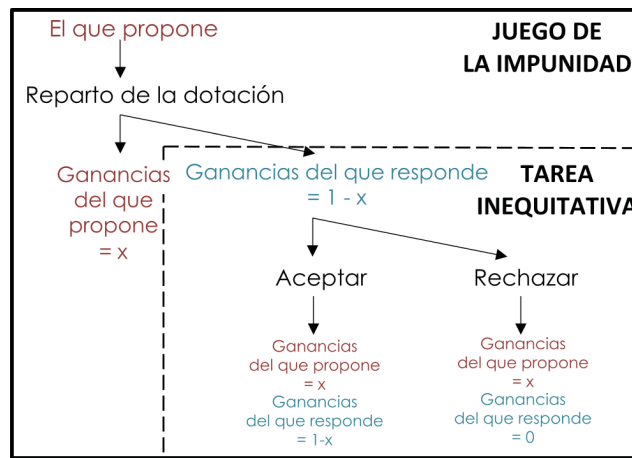 El que propone
JUEGO DE
LA IMPUNIDAD
Reparto de la dotación
Ganancias
del que
propone
= x
Ganancias del que responde
= 1 - x
TAREA
INEQUITATIVA
Aceptar
Rechazar
Ganancias
del que propone
= x
Ganancias
del que responde
= 1-x
Ganancias
del que propone
= x
Ganancias
del que responde
= 0